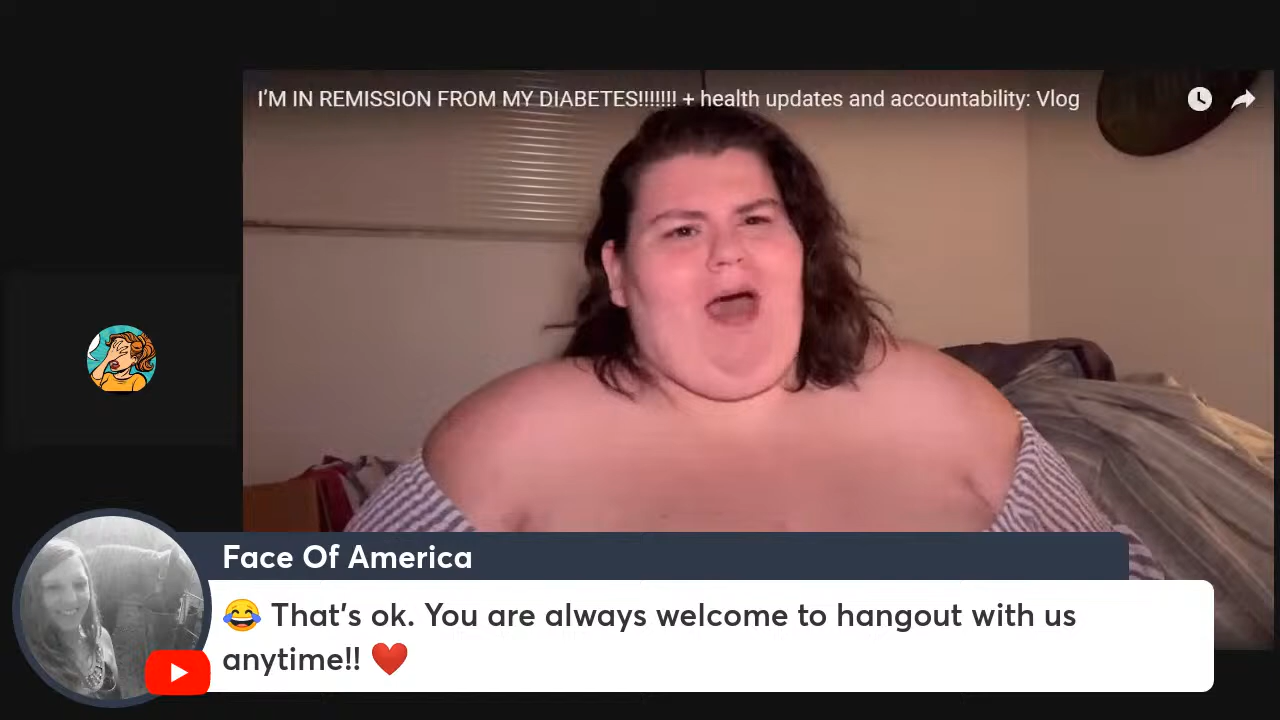 I'M IN REMISSION FROM MY DIABETES!!!!!!! + health updates and accountability: Vlog
Face Of America
😂 That's ok. You are always welcome to hangout with us
anytime!! ❤️